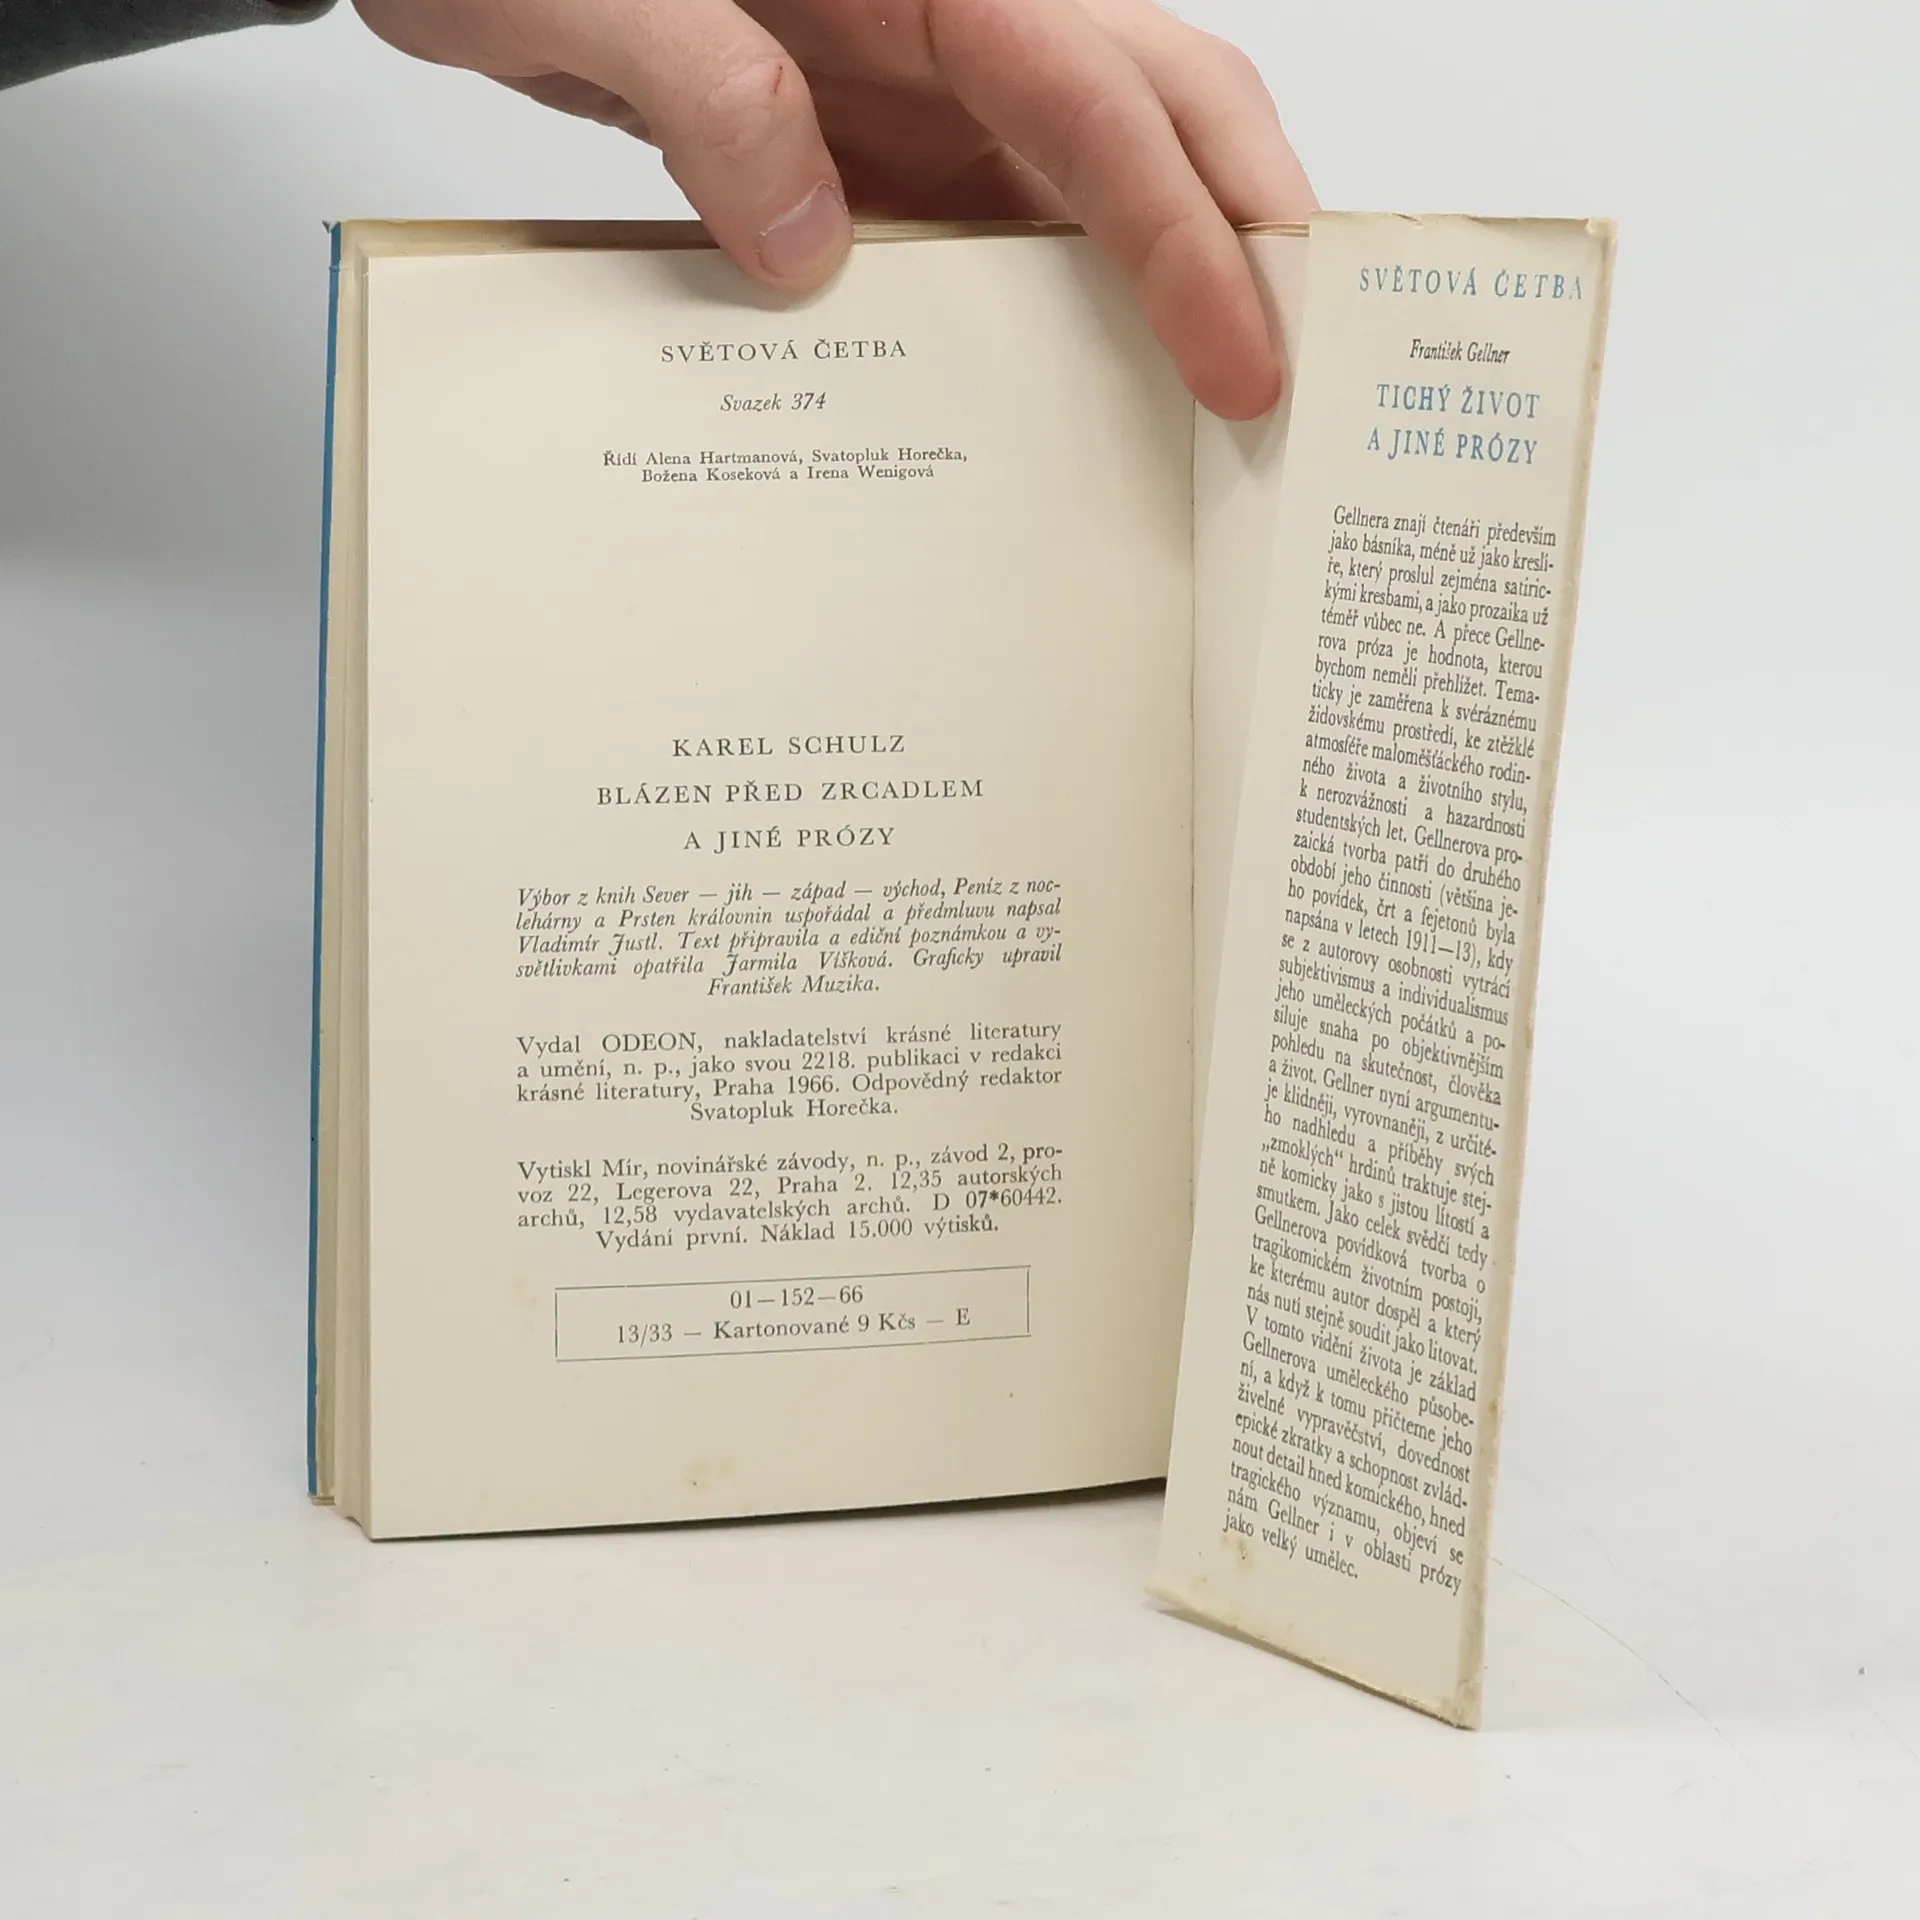 SVĚTOVÁ ČETBA
Svazek 374
Řídí Alena Hartmanová, Svatopluk Horečka,
Božena Koseková a Irena Wenigová
KAREL SCHULZ
BLÁZEN PŘED ZRCADLEM
A JINÉ PRÓZY
Výbor z knih Sever — jih — západ — východ, Peníz z noc-
lehárny a Prsten královnin uspořádal a předmluvu napsal
Vladimír Justl. Text připravila a ediční poznámkou a vy-
světlivkami opatřila Jarmila Víšková. Graficky upravil
František Muzika.
Vydal ODEON, nakladatelství krásné literatury
a umění, n. p., jako svou 2218. publikaci v redakci
krásné literatury, Praha 1966. Odpovědný redaktor
Svatopluk Horečka.
Vytiskl Mír, novinářské závody, n. p., závod 2, pro-
voz 22, Legerova 22, Praha 2. 12,35 autorských
archů, 12,58 vydavatelských archů. D 07*60442.
Vydání první. Náklad 15.000 výtisků.
01—152—66
13/33 — Kartonované 9 Kčs — E
SVĚTOVÁ ČETBA
František Gellner
TICHÝ ŽIVOT
A JINÉ PRÓZY
Gellnera znají čtenáři především
jako básníka, méně už jako kreslí-
ře, který proslul zejména satiric-
kými kresbami, a jako prozaika už
téměř vůbec ne. A přece Gellne-
rova próza je hodnota, kterou
bychom neměli přehlížet. Tema-
ticky je zaměřena k svéráznému
židovskému prostředí, ke ztěžklé
atmosféře maloměšťáckého rodin-
ného života a životního stylu,
k nerozvážnosti a hazardnosti
studentských let. Gellnerova pro-
zaická tvorba patří do druhého
období jeho činnosti (většina je-
ho povídek, črt a fejetonů byla
napsána v letech 1911—13), kdy
se z autorovy osobnosti vytrácí
subjektivismus a individualismus
jeho uměleckých počátků a po-
siluje snaha po objektivnějším
pohledu na skutečnost, člověka
a život. Gellner nyní argumentu-
je klidněji, vyrovnaněji, z určité-
ho nadhledu a příběhy svých
„zmoklých“ hrdinů traktuje stej-
ně komicky jako s jistou lítostí a
smutkem. Jako celek svědčí tedy
Gellnerova povídková tvorba o
tragikomickém životním postoji,
ke kterému autor dospěl a který
nás nutí stejně soudit jako litovat.
V tomto vidění života je základ
Gellnerova uměleckého působe-
ní, a když k tomu přičteme jeho
živelné vypravěčství, dovednost
epické zkratky a schopnost zvlád-
nout detail hned komického, hned
tragického významu, objeví se
nám Gellner i v oblasti prózy
jako velký umělec.